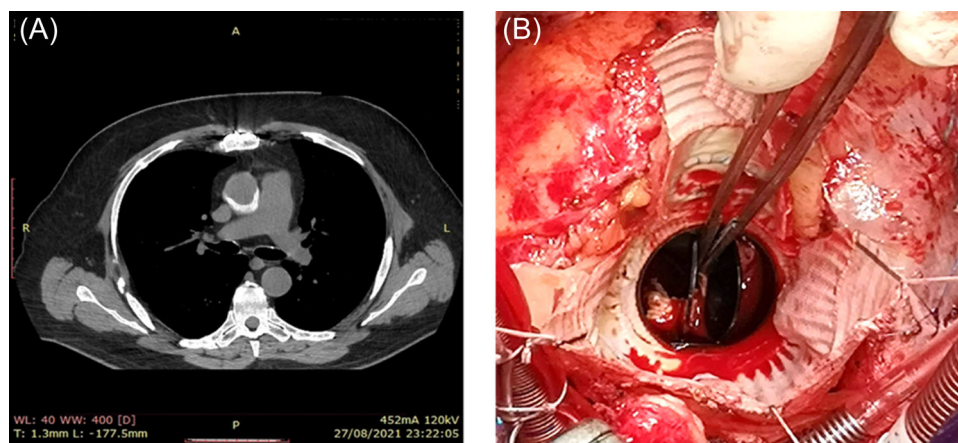 (A)
A
R
L
WL: 40 WW: 400 [D]
T: 1.3mm L: -177.5mm
P
452mA 120kV
27/08/2021 23:22:05
(B)